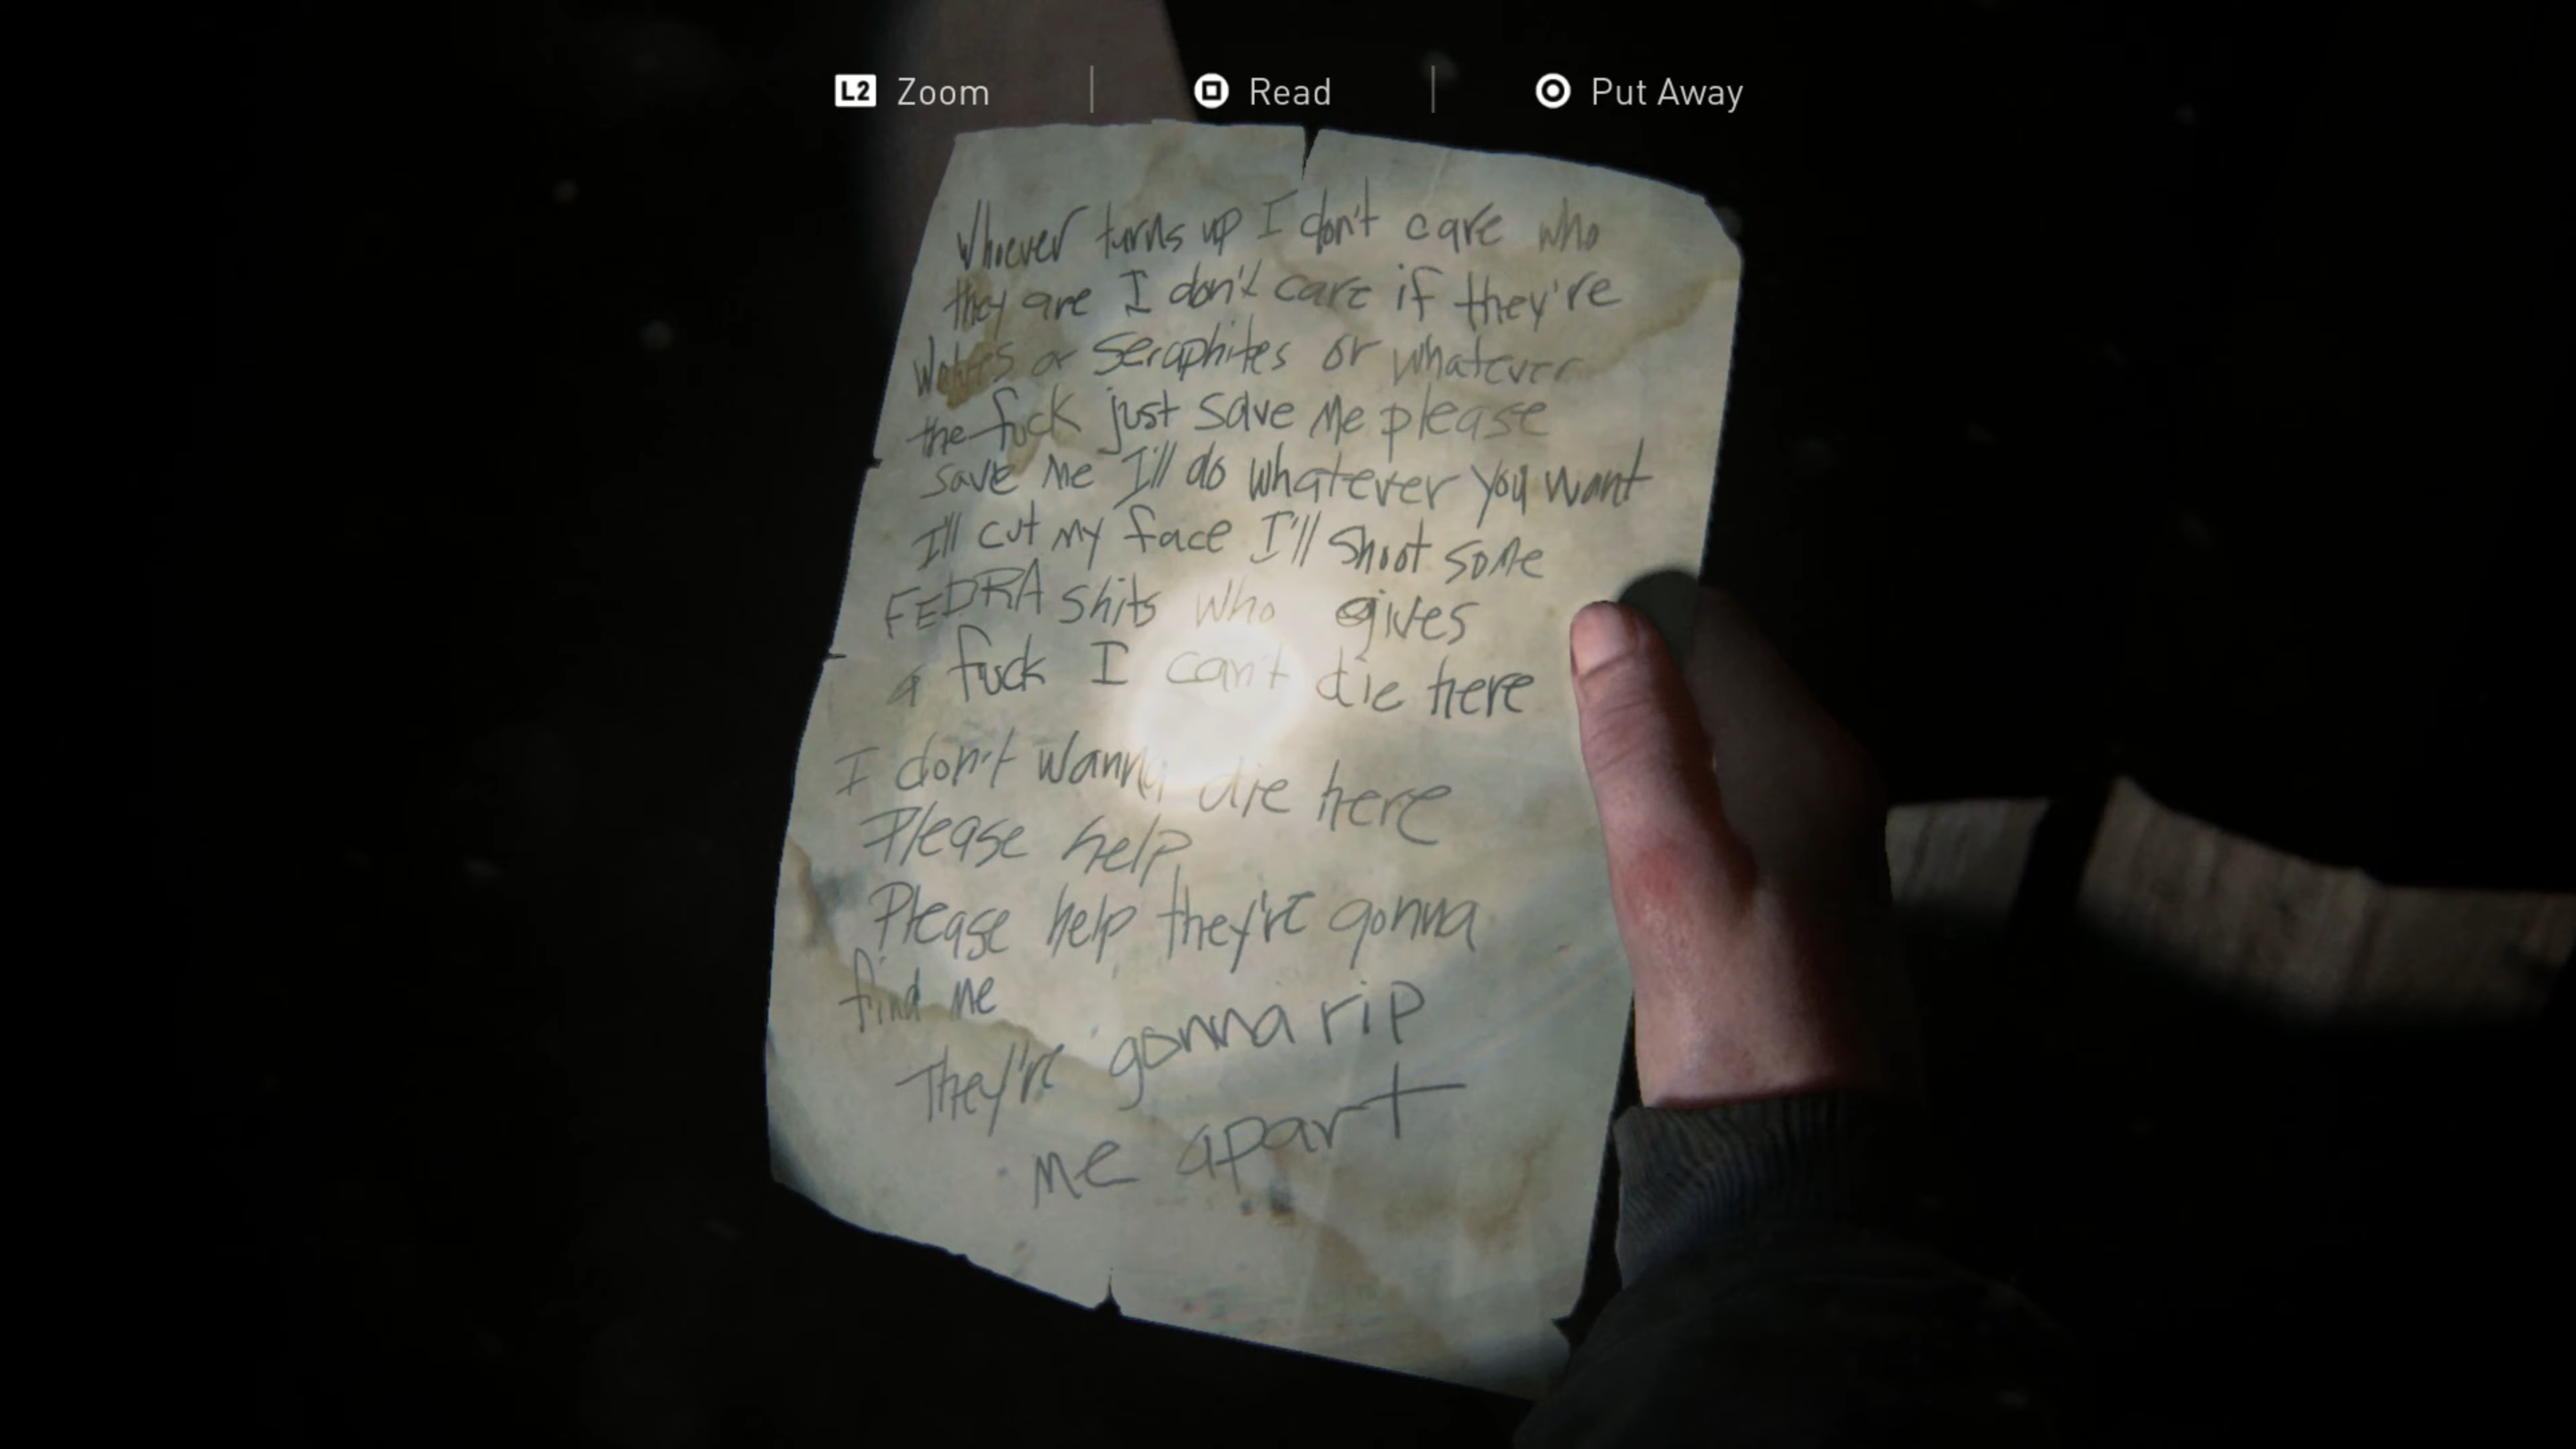 L2 Zoom | Read | Put Away
Whoever turns up I don't care who
they are I don't care if they're
Wolves or Seraphites or whatever
the fuck just save me please
save me I'll do whatever you want
I'll cut my face I'll shoot some
FEDRA shits who gives
a fuck I can't die here
I don't wanna die here
Please help
Please help they're gonna
find me
They're gonna rip
me apart